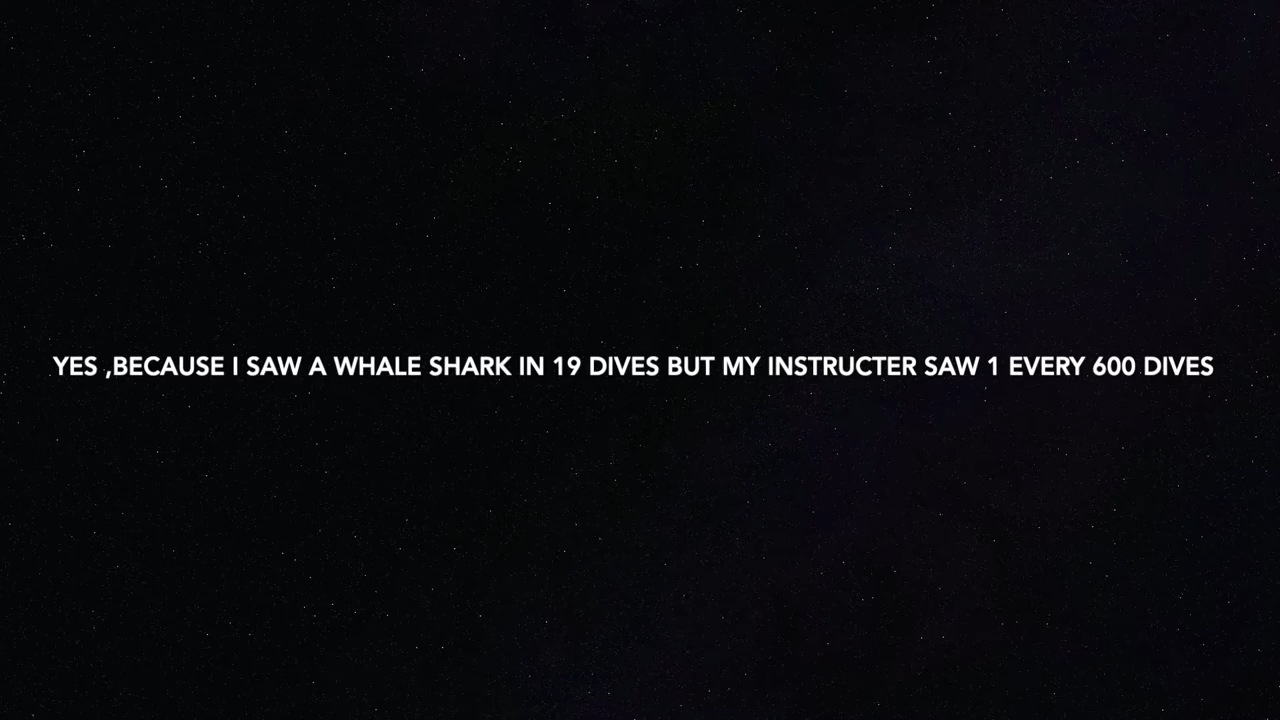 YES ,BECAUSE I SAW A WHALE SHARK IN 19 DIVES BUT MY INSTRUCTER SAW 1 EVERY 600 DIVES